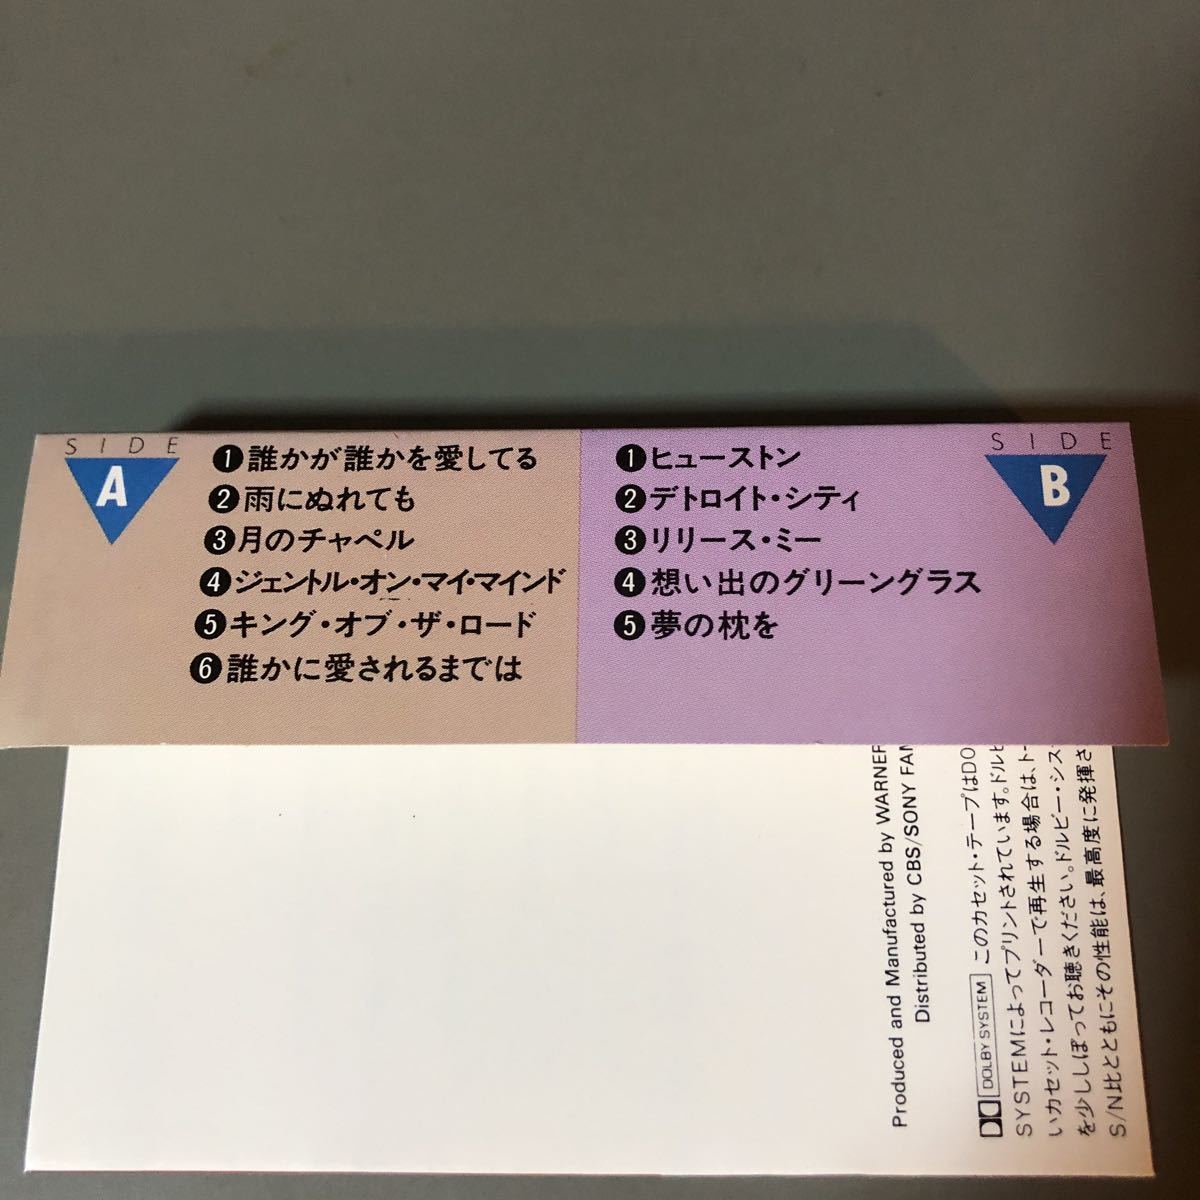 SIDE
A
❶誰かが誰かを愛してる
❷雨にぬれても
❸月のチャペル
❹ジェントル・オン・マイ・マインド
❺キング・オブ・ザ・ロード
❻誰かに愛されるまでは
SIDE
B
❶ヒューストン
❷デトロイト・シティ
❸リリース・ミー
❹想い出のグリーングラス
❺夢の枕を
Produced and Manufactured by WARNER
Distributed by CBS/SONY FAM
DOLBY SYSTEM このカセット・テープはDO
SYSTEMによってプリントされています。ドルビ
いカセット・レコーダーで再生する場合は、トー
を少ししぼってお聴きください。ドルビー・シス
S/N比とともにその性能は、最高度に発揮さ